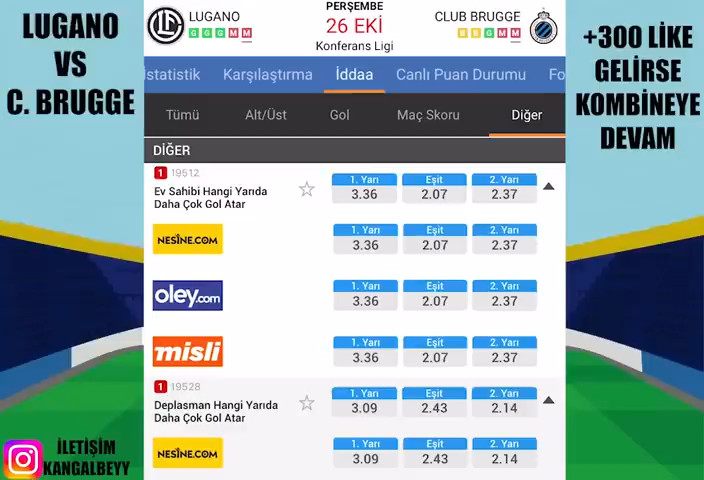 LUGANO
VS
C. BRUGGE
LUGANO
G G G M M
PERŞEMBE
26 EKİ
Konferans Ligi
CLUB BRUGGE
B B G M M
+300 LİKE
GELİRSE
KOMBİNEYE
DEVAM
İstatistik Karşılaştırma İddaa Canlı Puan Durumu Fo
Tümü Alt/Üst Gol Maç Skoru Diğer
DİĞER
1 19512
Ev Sahibi Hangi Yarıda
Daha Çok Gol Atar
1. Yarı Eşit 2. Yarı
3.36 2.07 2.37
NESİNE.COM
1. Yarı Eşit 2. Yarı
3.36 2.07 2.37
oley.com
1. Yarı Eşit 2. Yarı
3.36 2.07 2.37
misli
1. Yarı Eşit 2. Yarı
3.36 2.07 2.37
1 19528
Deplasman Hangi Yarıda
Daha Çok Gol Atar
1. Yarı Eşit 2. Yarı
3.09 2.43 2.14
NESİNE.COM
1. Yarı Eşit 2. Yarı
3.09 2.43 2.14
İLETİŞİM
KANGALBEYY